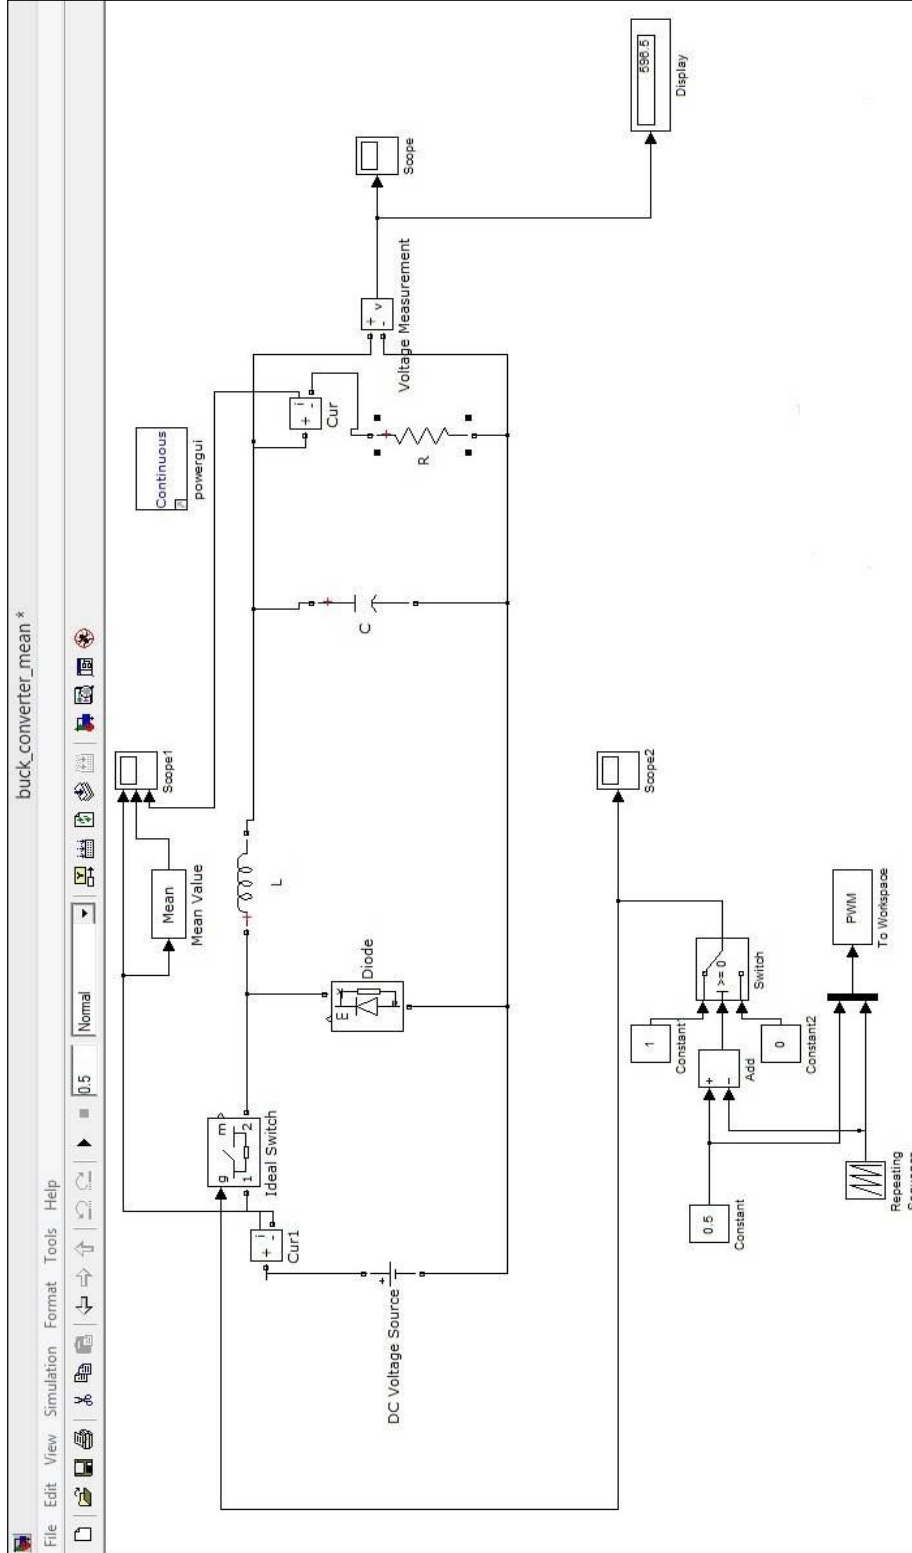 buck_converter_mean *
File Edit View Simulation Format Tools Help
0.5 Normal
Scope1
Mean
Mean Value
Continuous
powergui
g m
1 2
Ideal Switch
i
+ -
Cur1
L
+
i
+ -
Cur
Scope
+ v
-
Voltage Measurement
E
Diode
+
C
+
R
+
DC Voltage Source
596.5
Display
Scope2
1
Constant1
0.5
Constant
+
-
Add
>= 0
Switch
0
Constant2
Repeating
PWM
To Workspace